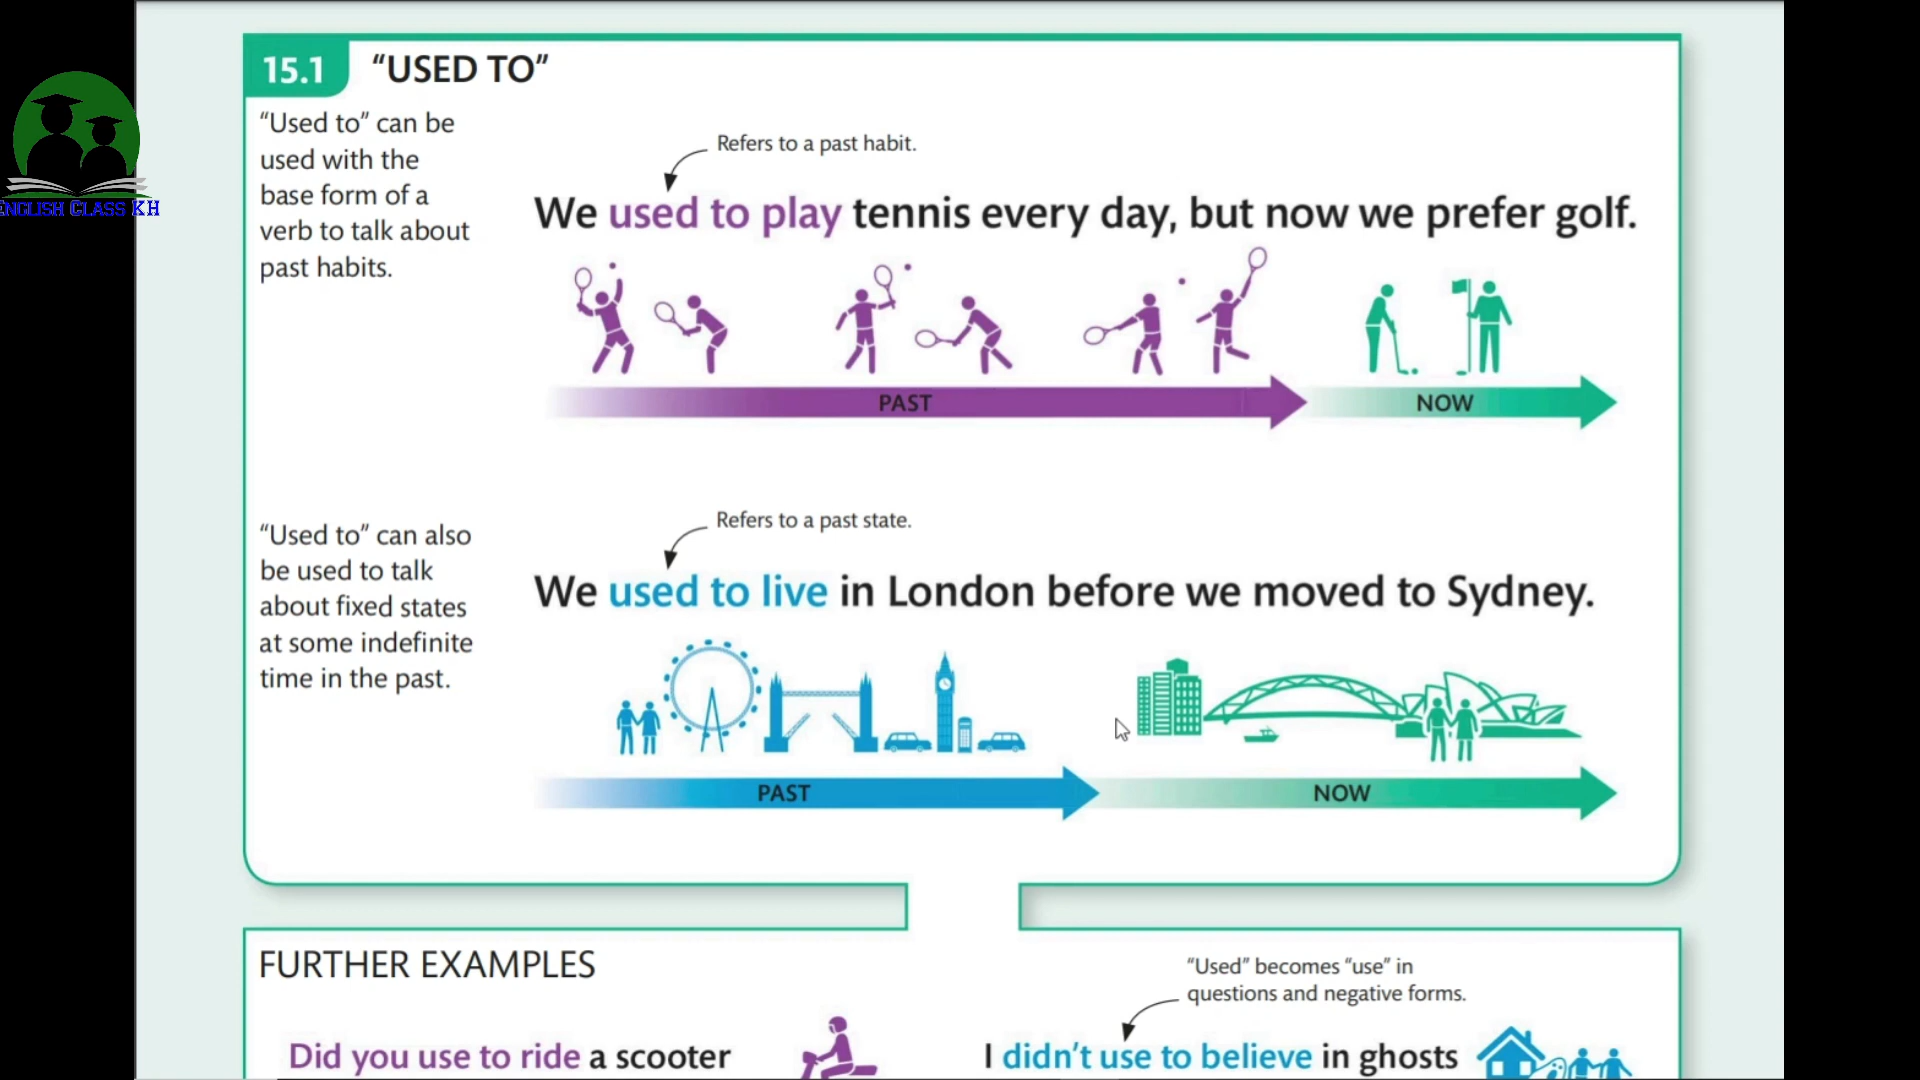 15.1 "USED TO"
"Used to" can be
used with the
base form of a
verb to talk about
past habits.
Refers to a past habit.
We used to play tennis every day, but now we prefer golf.
PAST
NOW
ENGLISH CLASS KH
"Used to" can also
be used to talk
about fixed states
at some indefinite
time in the past.
Refers to a past state.
We used to live in London before we moved to Sydney.
PAST
NOW
FURTHER EXAMPLES
"Used" becomes "use" in
questions and negative forms.
Did you use to ride a scooter
I didn't use to believe in ghosts